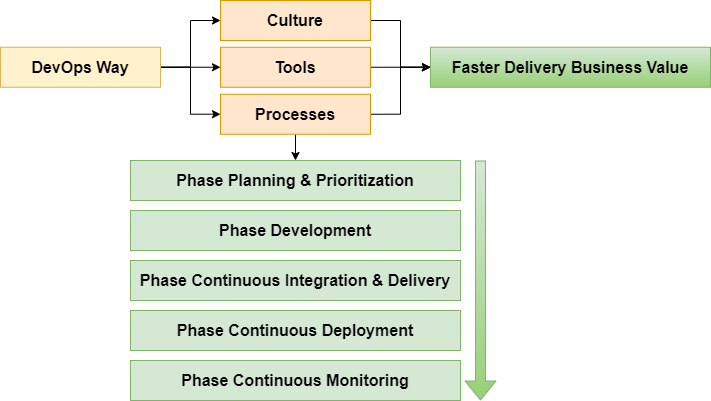 Culture
DevOps Way
Tools
Faster Delivery Business Value
Processes
Phase Planning & Prioritization
Phase Development
Phase Continuous Integration & Delivery
Phase Continuous Deployment
Phase Continuous Monitoring